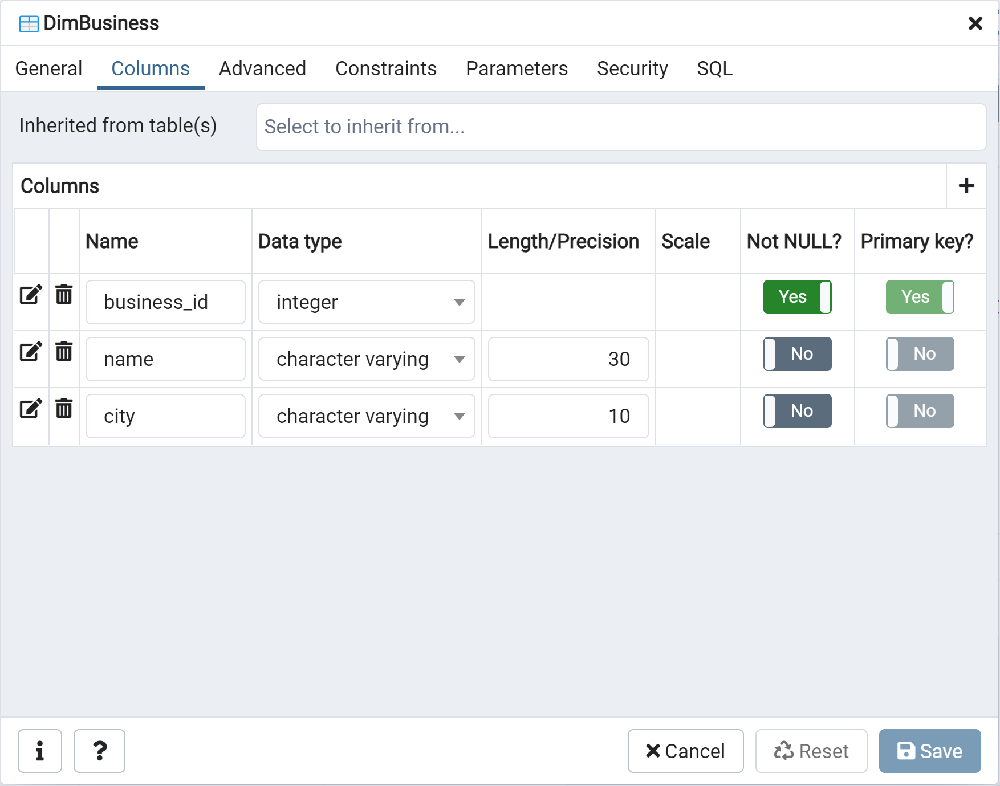 DimBusiness
General Columns Advanced Constraints Parameters Security SQL
Inherited from table(s) Select to inherit from...
Columns
Name Data type Length/Precision Scale Not NULL? Primary key?
business_id integer Yes Yes
name character varying 30 No No
city character varying 10 No No
i ? Cancel Reset Save